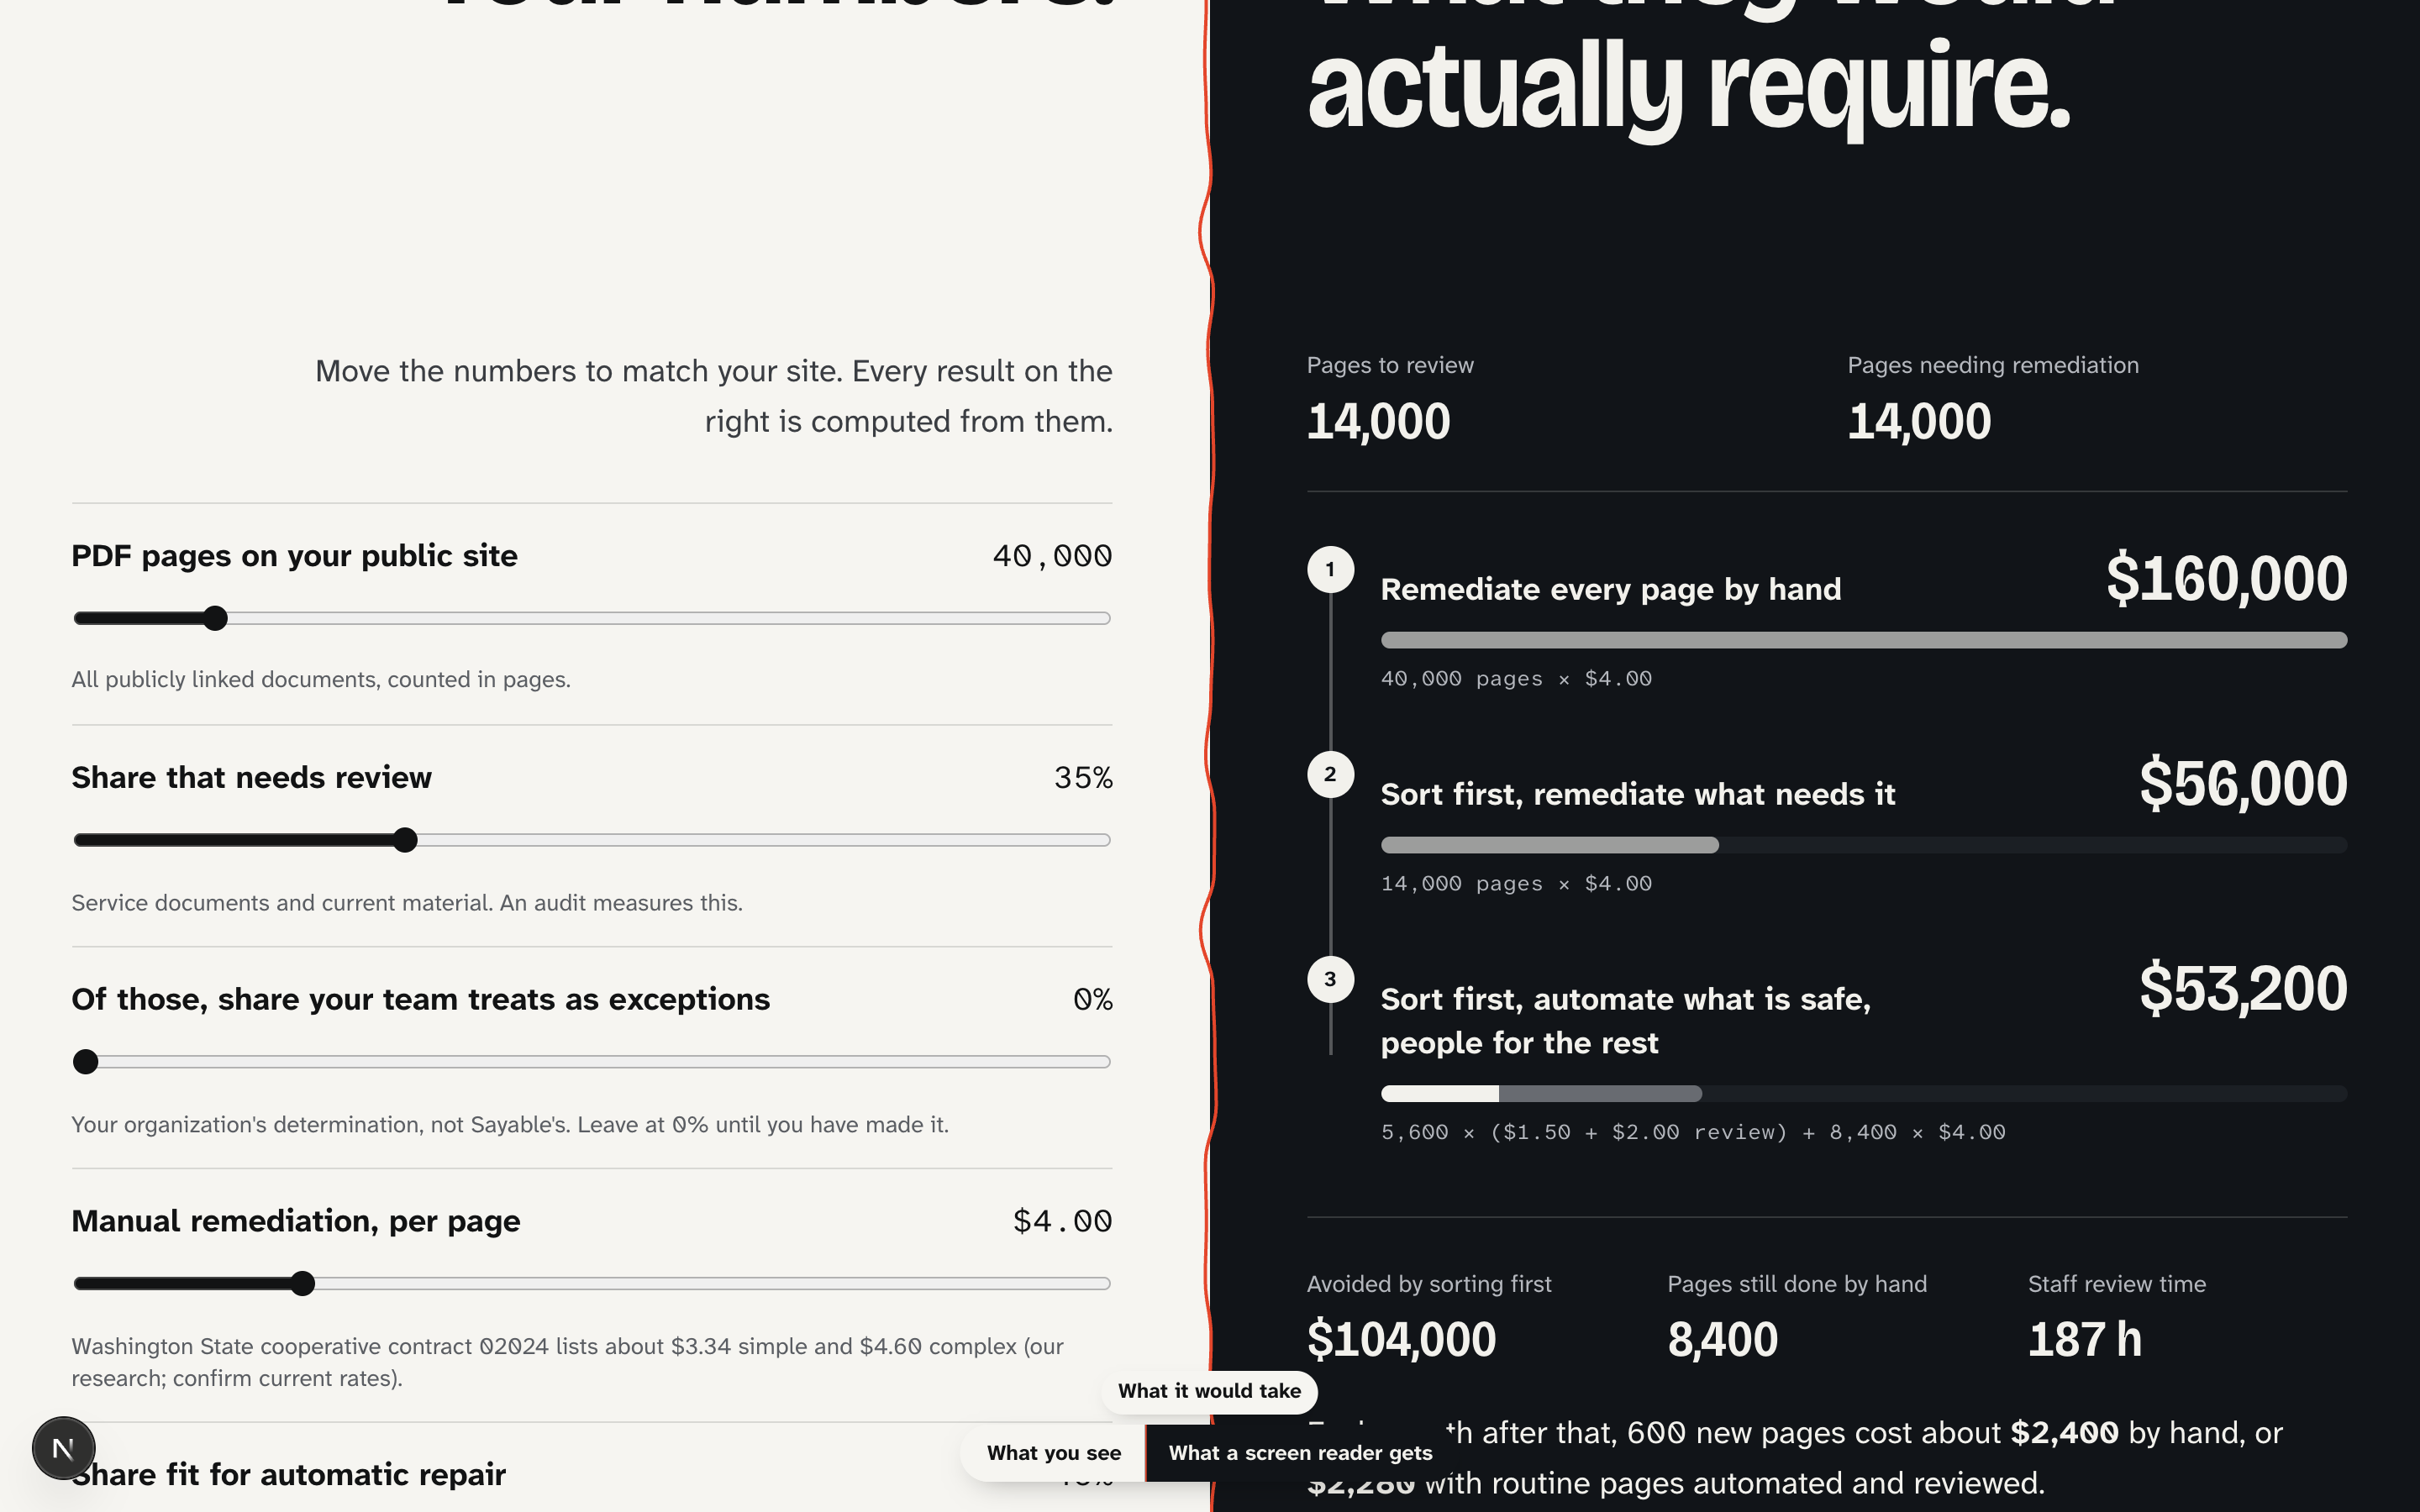 Your numbers.
Move the numbers to match your site. Every result on the
right is computed from them.
PDF pages on your public site
40,000
All publicly linked documents, counted in pages.
Share that needs review
35%
Service documents and current material. An audit measures this.
Of those, share your team treats as exceptions
0%
Your organization's determination, not Sayable's. Leave at 0% until you have made it.
Manual remediation, per page
$4.00
Washington State cooperative contract 02024 lists about $3.34 simple and $4.60 complex (our
research; confirm current rates).
Share fit for automatic repair
N
What they would
actually require.
Pages to review
14,000
Pages needing remediation
14,000
1
Remediate every page by hand
$160,000
40,000 pages × $4.00
2
Sort first, remediate what needs it
$56,000
14,000 pages × $4.00
3
Sort first, automate what is safe,
people for the rest
$53,200
5,600 × ($1.50 + $2.00 review) + 8,400 × $4.00
Avoided by sorting first
$104,000
Pages still done by hand
8,400
Staff review time
187 h
after that, 600 new pages cost about $2,400 by hand, or
$2,280 with routine pages automated and reviewed.
What it would take
What you see
What a screen reader gets